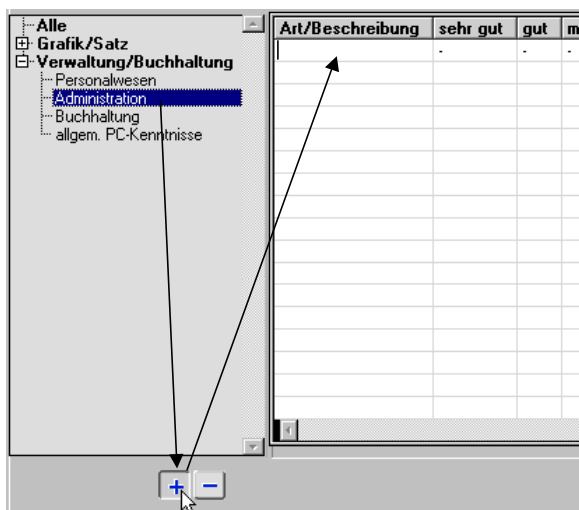 Alle
Grafik/Satz
Verwaltung/Buchhaltung
Personalwesen
Administration
Buchhaltung
allgem. PC-Kenntnisse
Art/Beschreibung sehr gut gut m
- -
+ -